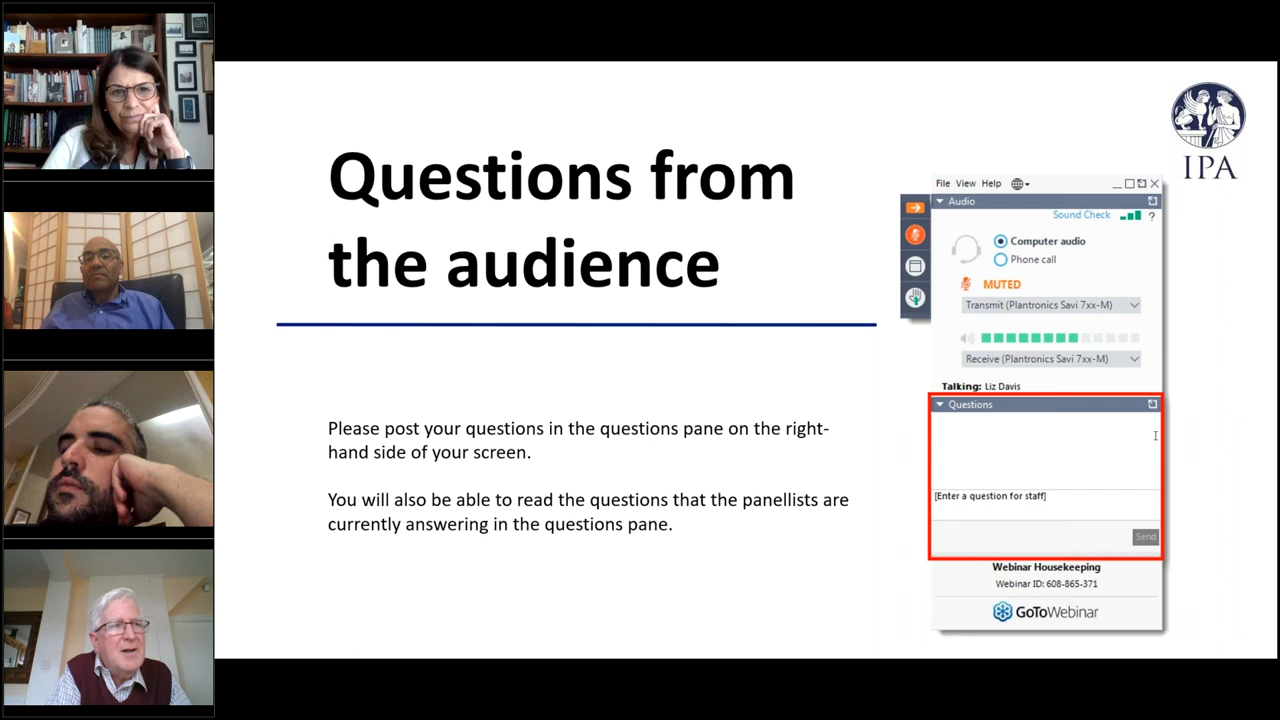 Questions from
the audience
Please post your questions in the questions pane on the right-
hand side of your screen.
You will also be able to read the questions that the panellists are
currently answering in the questions pane.
IPA
File View Help
Audio
Sound Check ?
Computer audio
Phone call
MUTED
Transmit (Plantronics Savi 7xx-M)
Receive (Plantronics Savi 7xx-M)
Talking: Liz Davis
Questions
[Enter a question for staff]
Send
Webinar Housekeeping
Webinar ID: 608-865-371
GoToWebinar